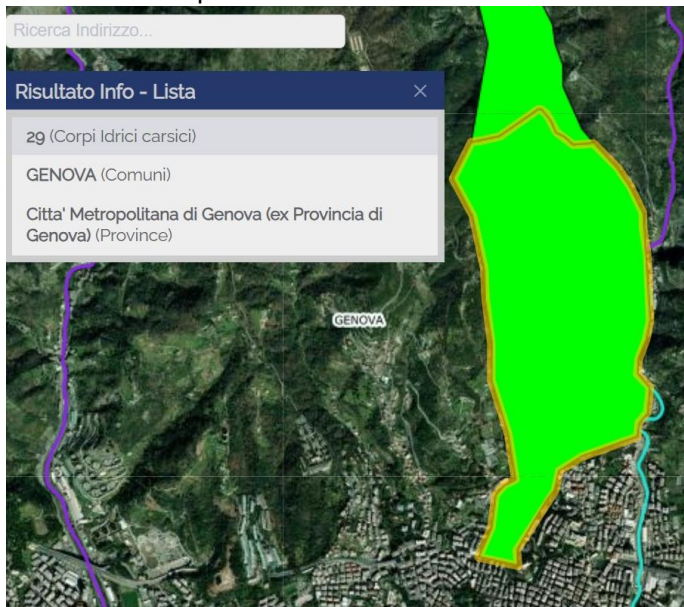 Ricerca Indirizzo...
Risultato Info - Lista
29 (Corpi Idrici carsici)
GENOVA (Comuni)
Citta' Metropolitana di Genova (ex Provincia di
Genova) (Province)
GENOVA